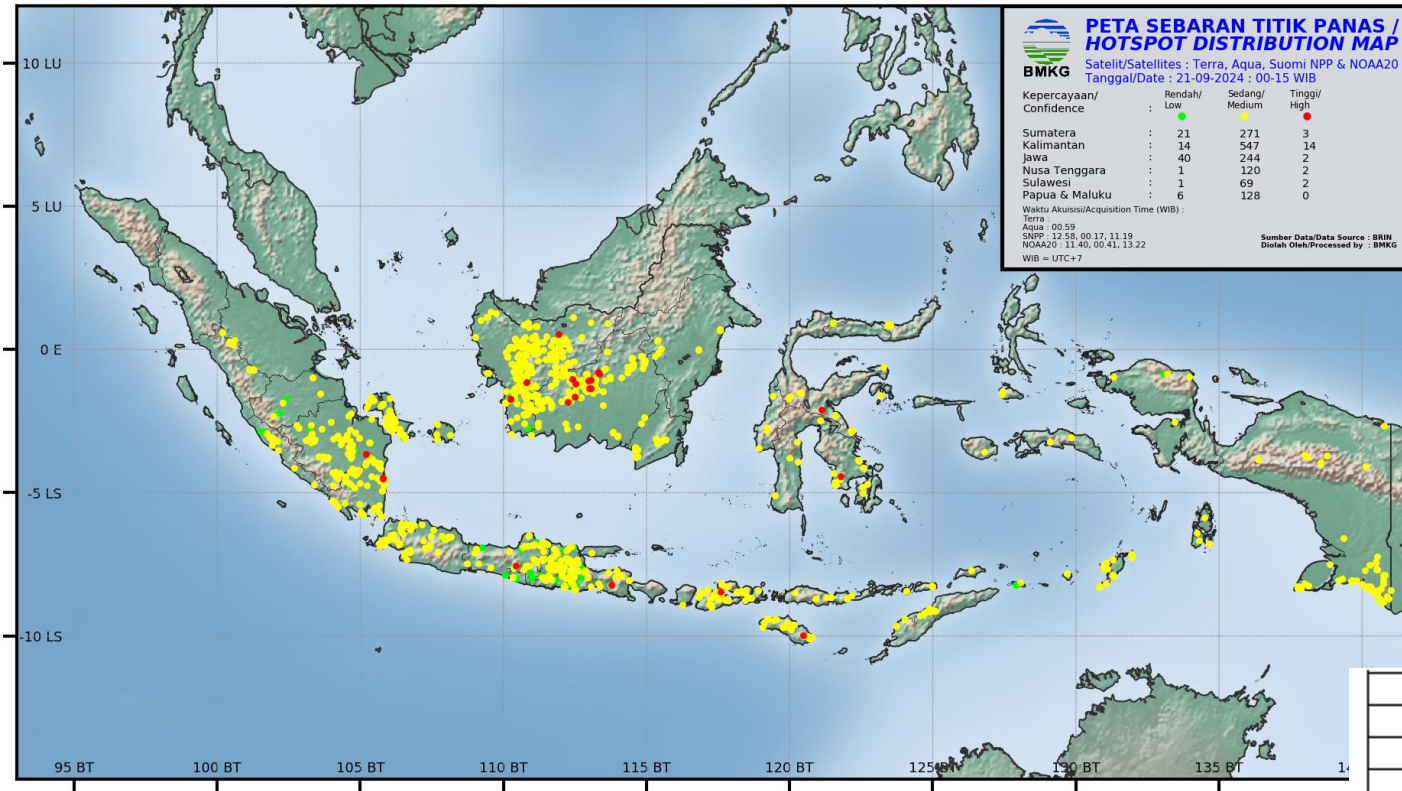 PETA SEBARAN TITIK PANAS /
HOTSPOT DISTRIBUTION MAP
BMKG
Satelit/Satellites : Terra, Aqua, Suomi NPP & NOAA20
Tanggal/Date : 21-09-2024 : 00-15 WIB
Kepercayaan/ Rendah/ Sedang/ Tinggi/
Confidence : Low Medium High
Sumatera : 21 271 3
Kalimantan : 14 547 14
Jawa : 40 244 2
Nusa Tenggara : 1 120 2
Sulawesi : 1 69 2
Papua & Maluku : 6 128 0
Waktu Akuisisi/Acquisition Time (WIB) :
Terra :
Aqua : 00.59
SNPP : 12.58, 00.17, 11.19
NOAA20 : 11.40, 00.41, 13.22
WIB = UTC+7
Sumber Data/Data Source : BRIN
Diolah Oleh/Processed by : BMKG
10 LU
5 LU
0 E
-5 LS
-10 LS
95 BT 100 BT 105 BT 110 BT 115 BT 120 BT 125 BT 130 BT 135 BT 14